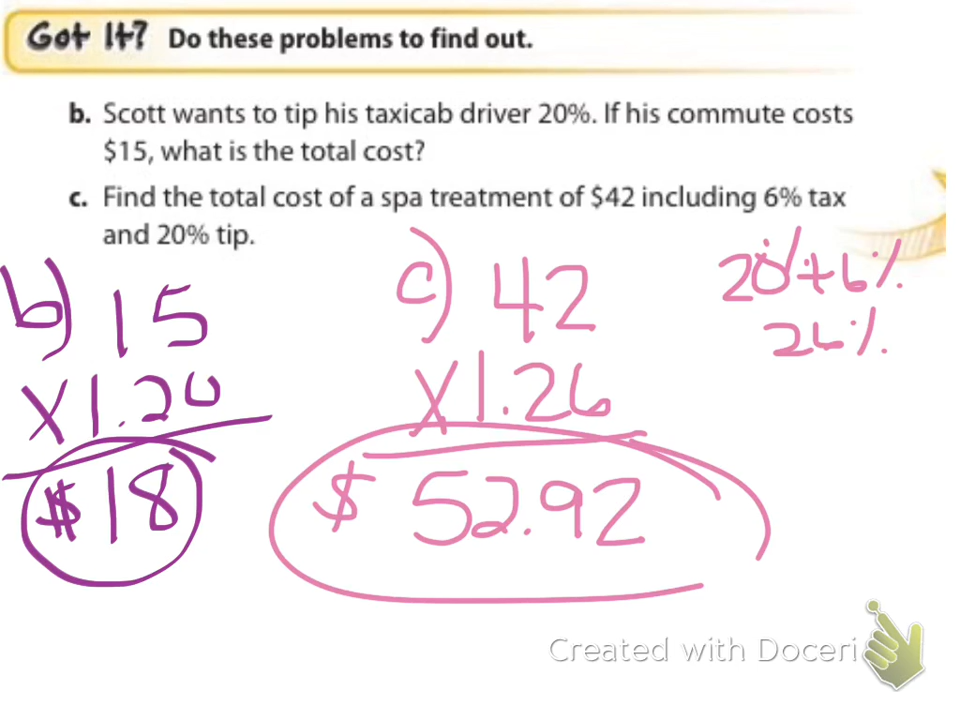 Got It? Do these problems to find out.
b. Scott wants to tip his taxicab driver 20%. If his commute costs
$15, what is the total cost?
c. Find the total cost of a spa treatment of $42 including 6% tax
and 20% tip.
b) 15
X 1.20
$18
c) 42
X 1.26
$ 52.92
20%+6%
26%
Created with Doceri